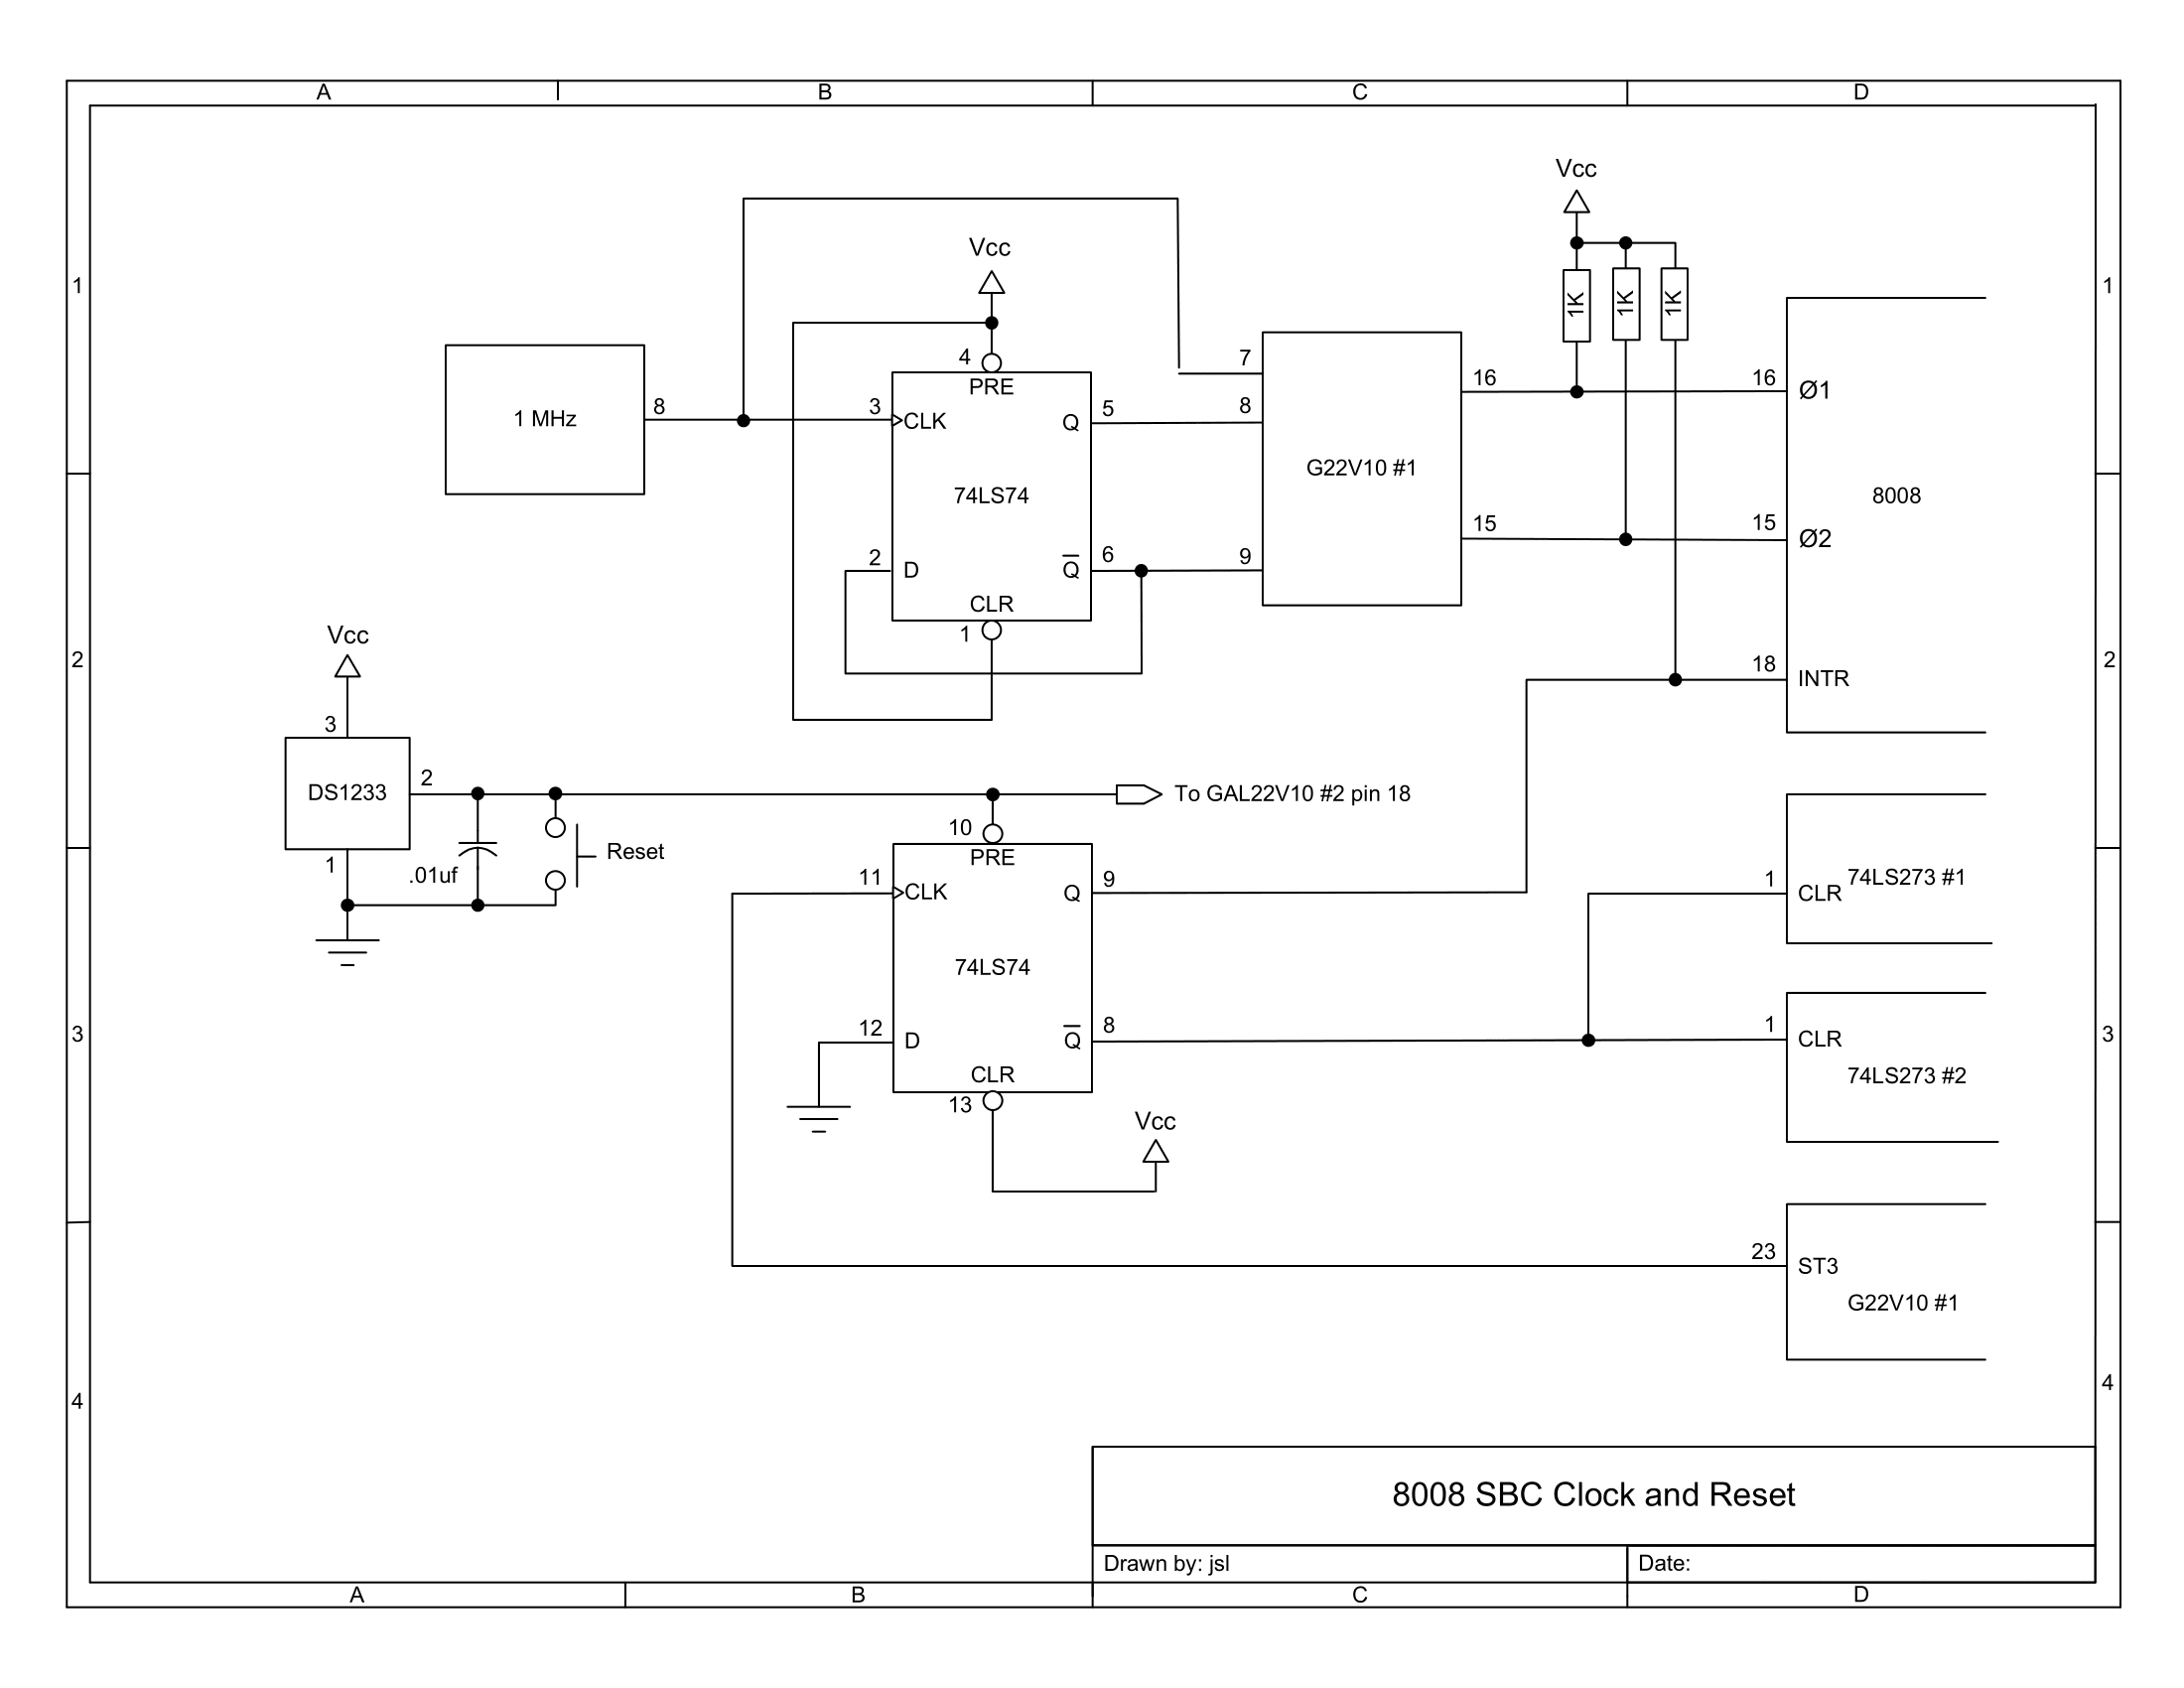 A
B
C
D
1
1
2
2
3
3
4
4
Vcc
Vcc
1K
1K
1K
1 MHz
8
4
PRE
3
CLK
Q
5
74LS74
2
D
Q
6
CLR
1
7
8
9
G22V10 #1
16
15
16
Ø1
8008
15
Ø2
18
INTR
Vcc
3
DS1233
2
1
.01uf
Reset
To GAL22V10 #2 pin 18
10
PRE
11
CLK
Q
9
74LS74
12
D
Q
8
CLR
13
Vcc
74LS273 #1
1
CLR
1
CLR
74LS273 #2
23
ST3
G22V10 #1
8008 SBC Clock and Reset
Drawn by: jsl
Date:
A
B
C
D